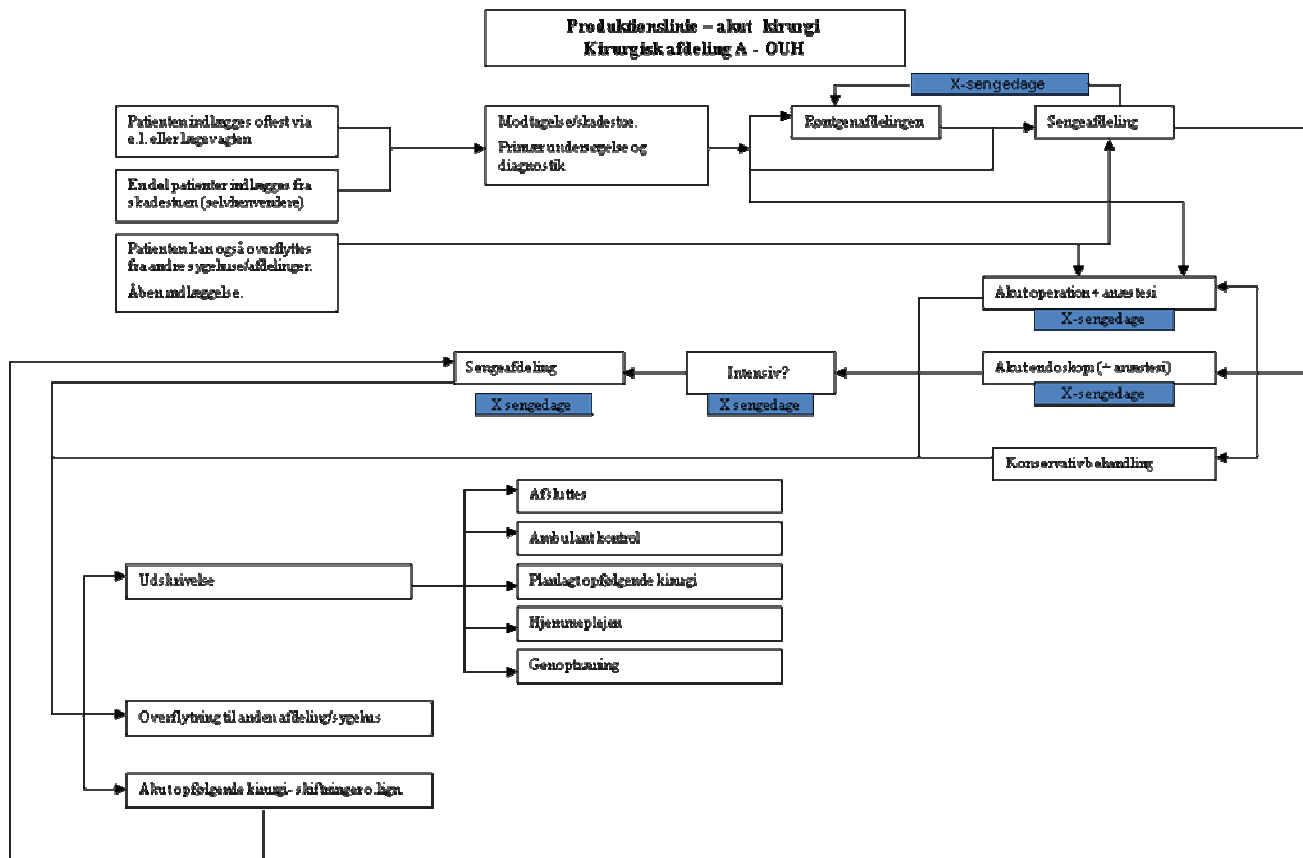 Produktionslinie – akut kirurgi
Kirurgisk afdeling A - OUH
X-sengedage
Patienten indlægges oftest via
e.l. eller lægevagten
Modtagelse/skadestue.
Primær undersøgelse og
diagnostik
Røntgenafdelingen
Sengeafdeling
En del patienter indlægges fra
skadestuen (selvhenvendere)
Patienten kan også overflyttes
fra andre sygehuse/afdelinger.
Åben indlæggelse.
Akut operation + anæstesi
X-sengedage
Sengeafdeling
X sengedage
Intensiv?
X sengedage
Akut endoskopi (+ anæstesi)
X-sengedage
Konservativ behandling
Afsluttes
Ambulant kontrol
Udskrivelse
Planlagt opfølgende kirurgi
Hjemmeplejen
Genoptræning
Overflytning til anden afdeling/sygehus
Akut opfølgende kirurgi- skiftninger o.lign.